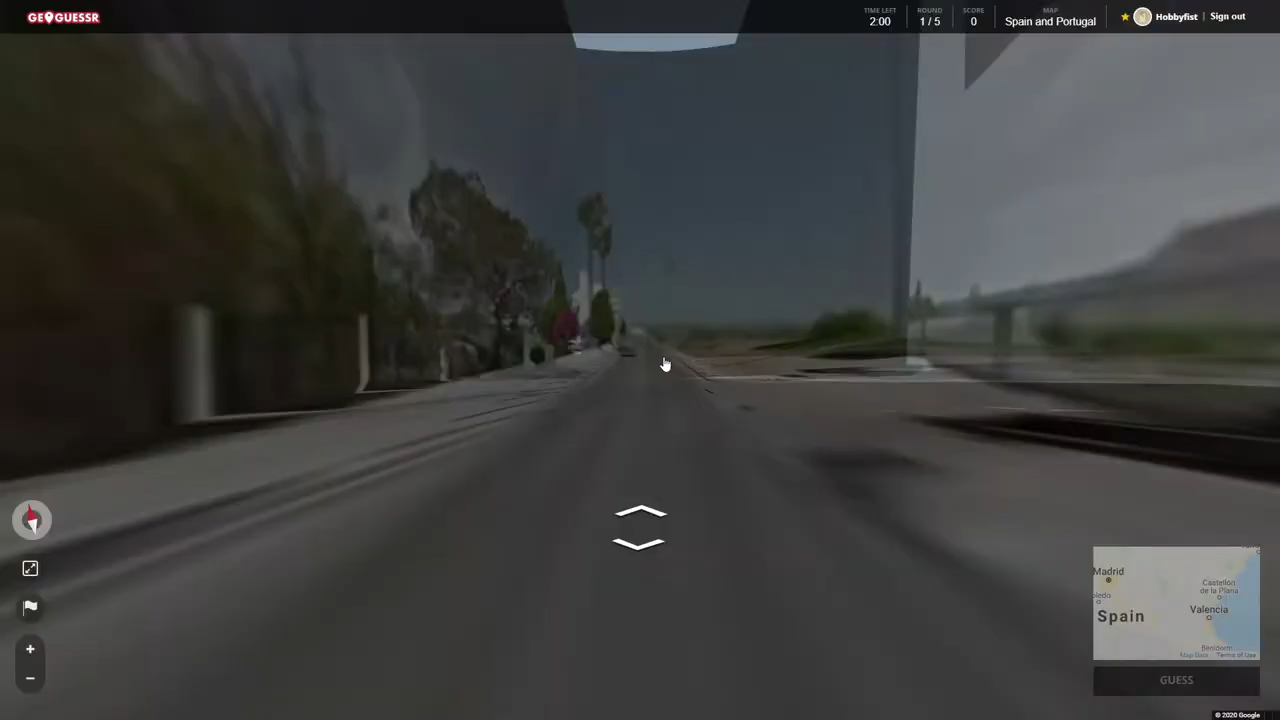 GEOGUESSR
TIME LEFT
2:00
ROUND
1 / 5
SCORE
0
MAP
Spain and Portugal
Hobbyfist
Sign out
Madrid
Castellón
de la Plana
Valencia
Spain
Benidorm
Map Data
Terms of Use
GUESS
© 2020 Google